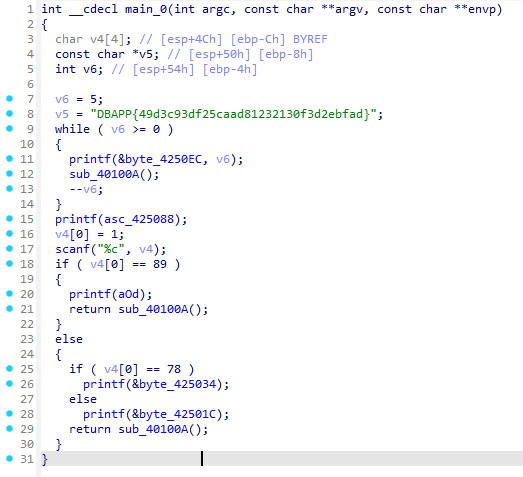 1 int __cdecl main_0(int argc, const char **argv, const char **envp)
2 {
3   char v4[4]; // [esp+4Ch] [ebp-Ch] BYREF
4   const char *v5; // [esp+50h] [ebp-8h]
5   int v6; // [esp+54h] [ebp-4h]
6
7   v6 = 5;
8   v5 = "DBAPP{49d3c93df25caad81232130f3d2ebfad}";
9   while ( v6 >= 0 )
10   {
11     printf(&byte_4250EC, v6);
12     sub_40100A();
13     --v6;
14   }
15   printf(asc_425088);
16   v4[0] = 1;
17   scanf("%c", v4);
18   if ( v4[0] == 89 )
19   {
20     printf(aOd);
21     return sub_40100A();
22   }
23   else
24   {
25     if ( v4[0] == 78 )
26       printf(&byte_425034);
27     else
28       printf(&byte_42501C);
29     return sub_40100A();
30   }
31 }